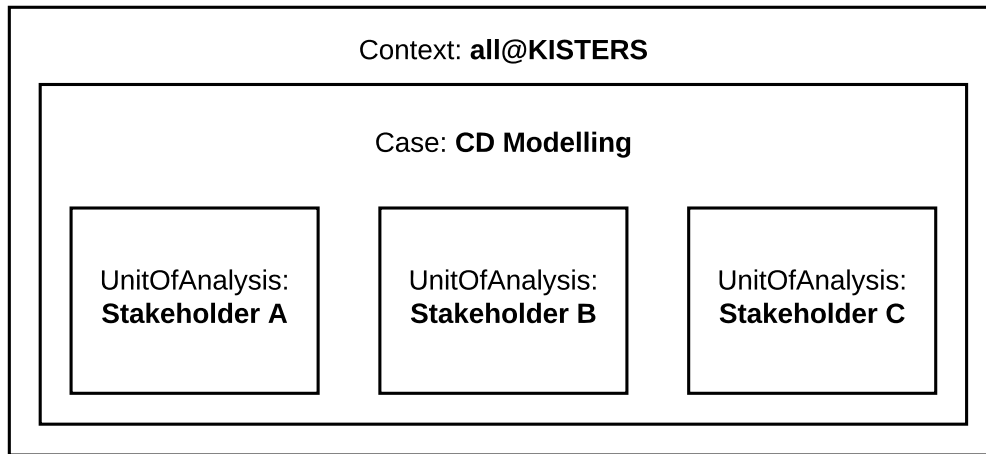 Context: all@KISTERS
Case: CD Modelling
UnitOfAnalysis:
Stakeholder A
UnitOfAnalysis:
Stakeholder B
UnitOfAnalysis:
Stakeholder C